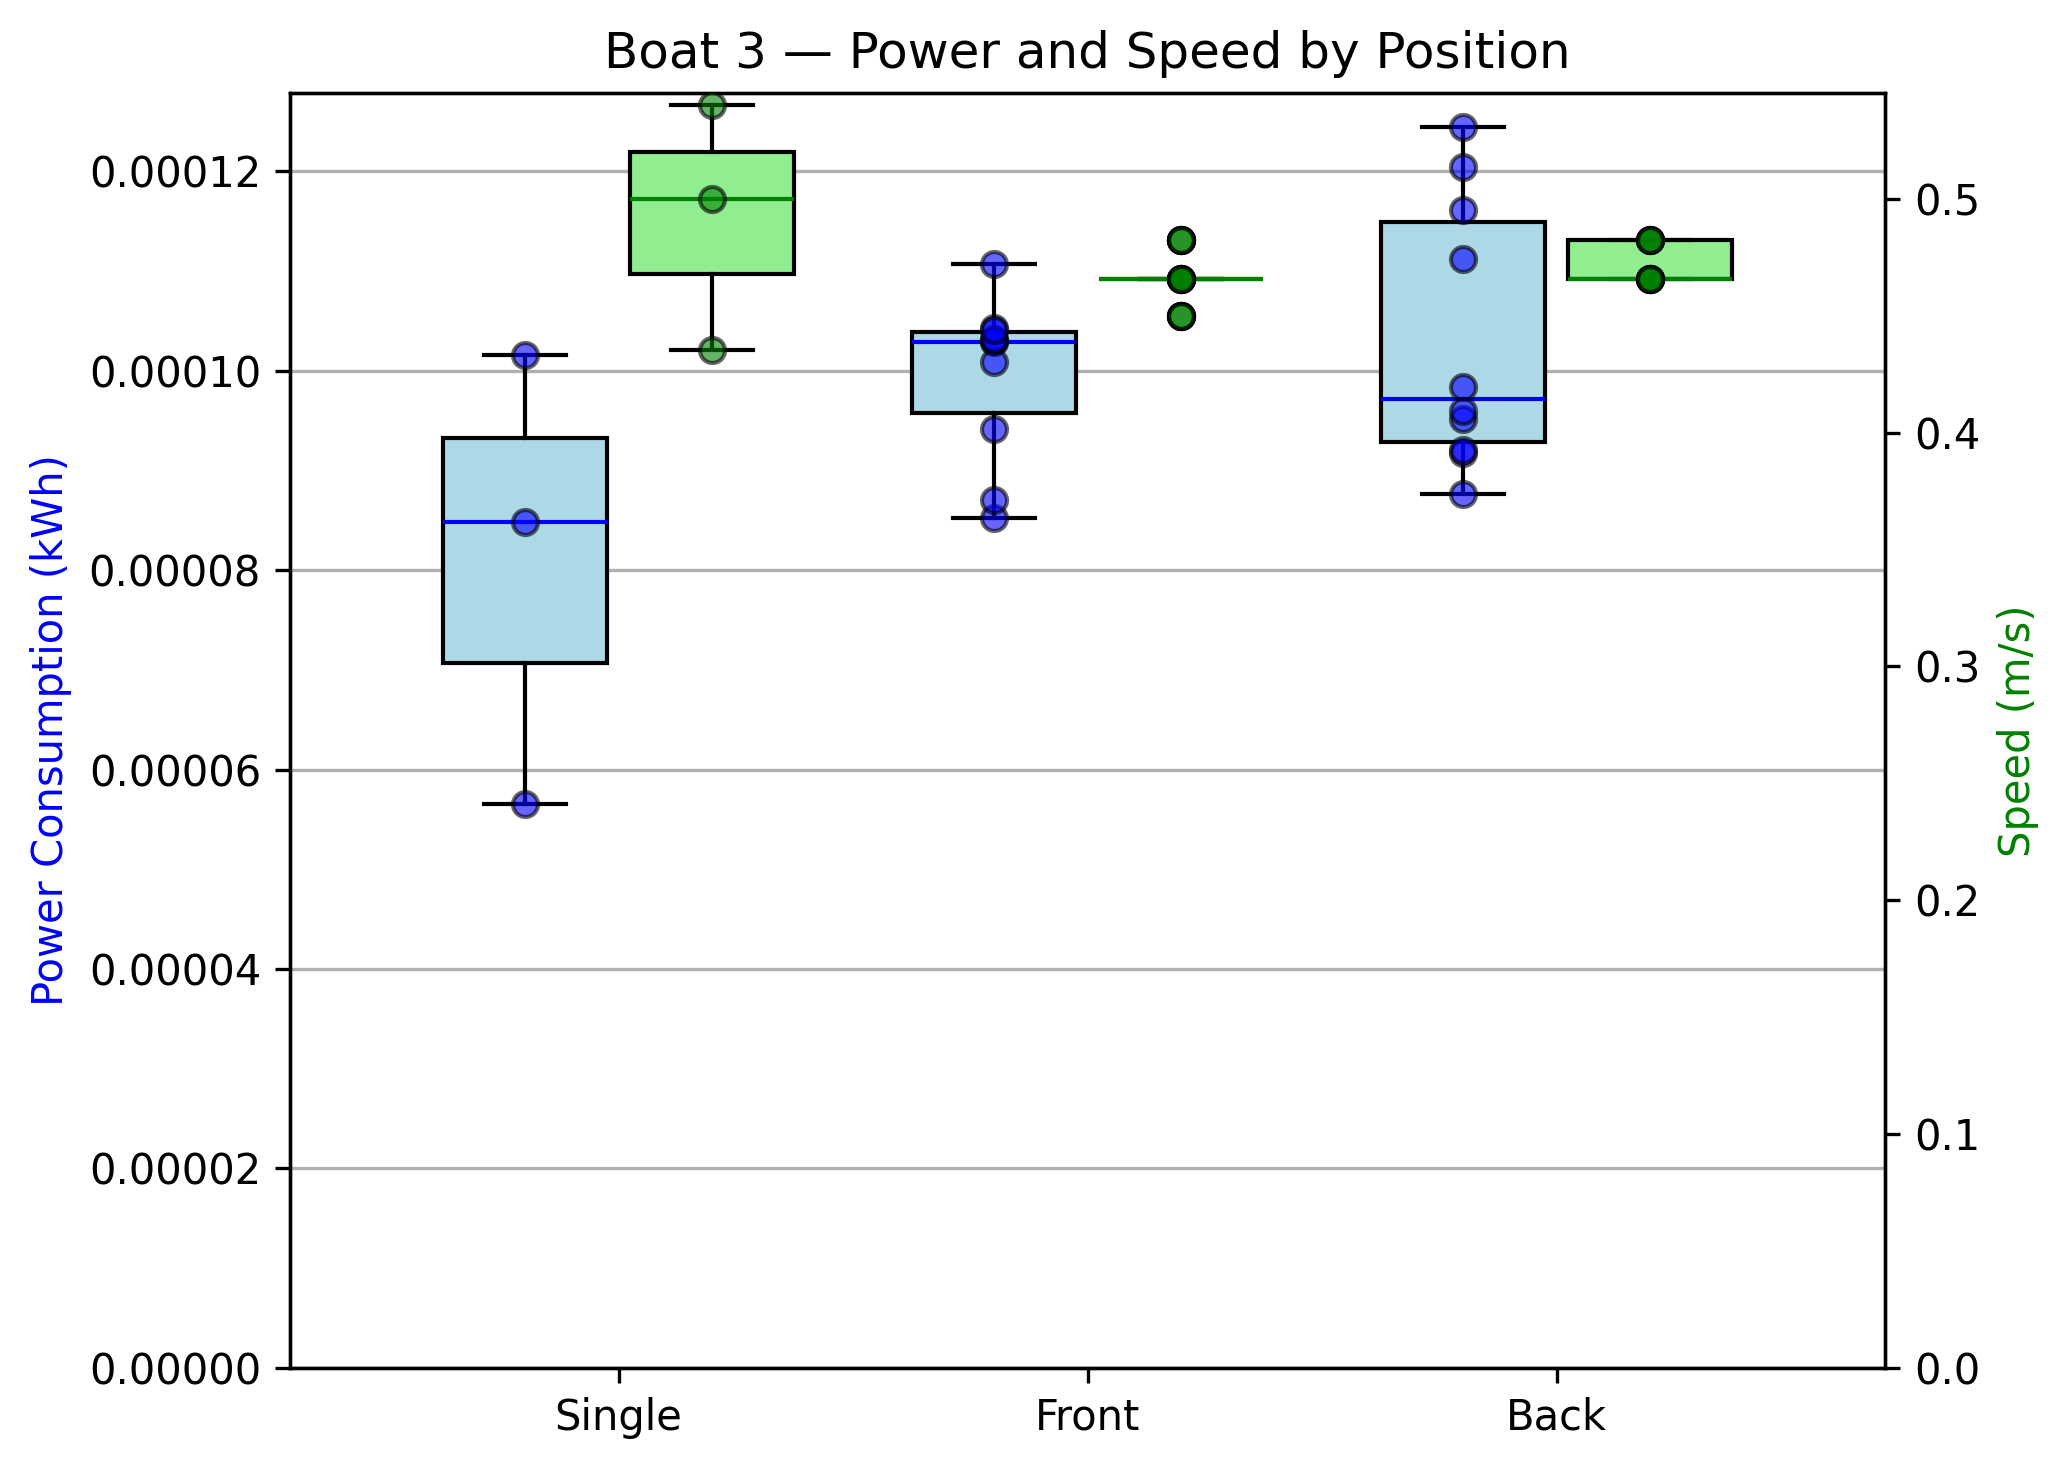 Boat 3 — Power and Speed by Position
Power Consumption (kWh)
0.00012
0.00010
0.00008
0.00006
0.00004
0.00002
0.00000
0.5
0.4
0.3
0.2
0.1
0.0
Speed (m/s)
Single
Front
Back